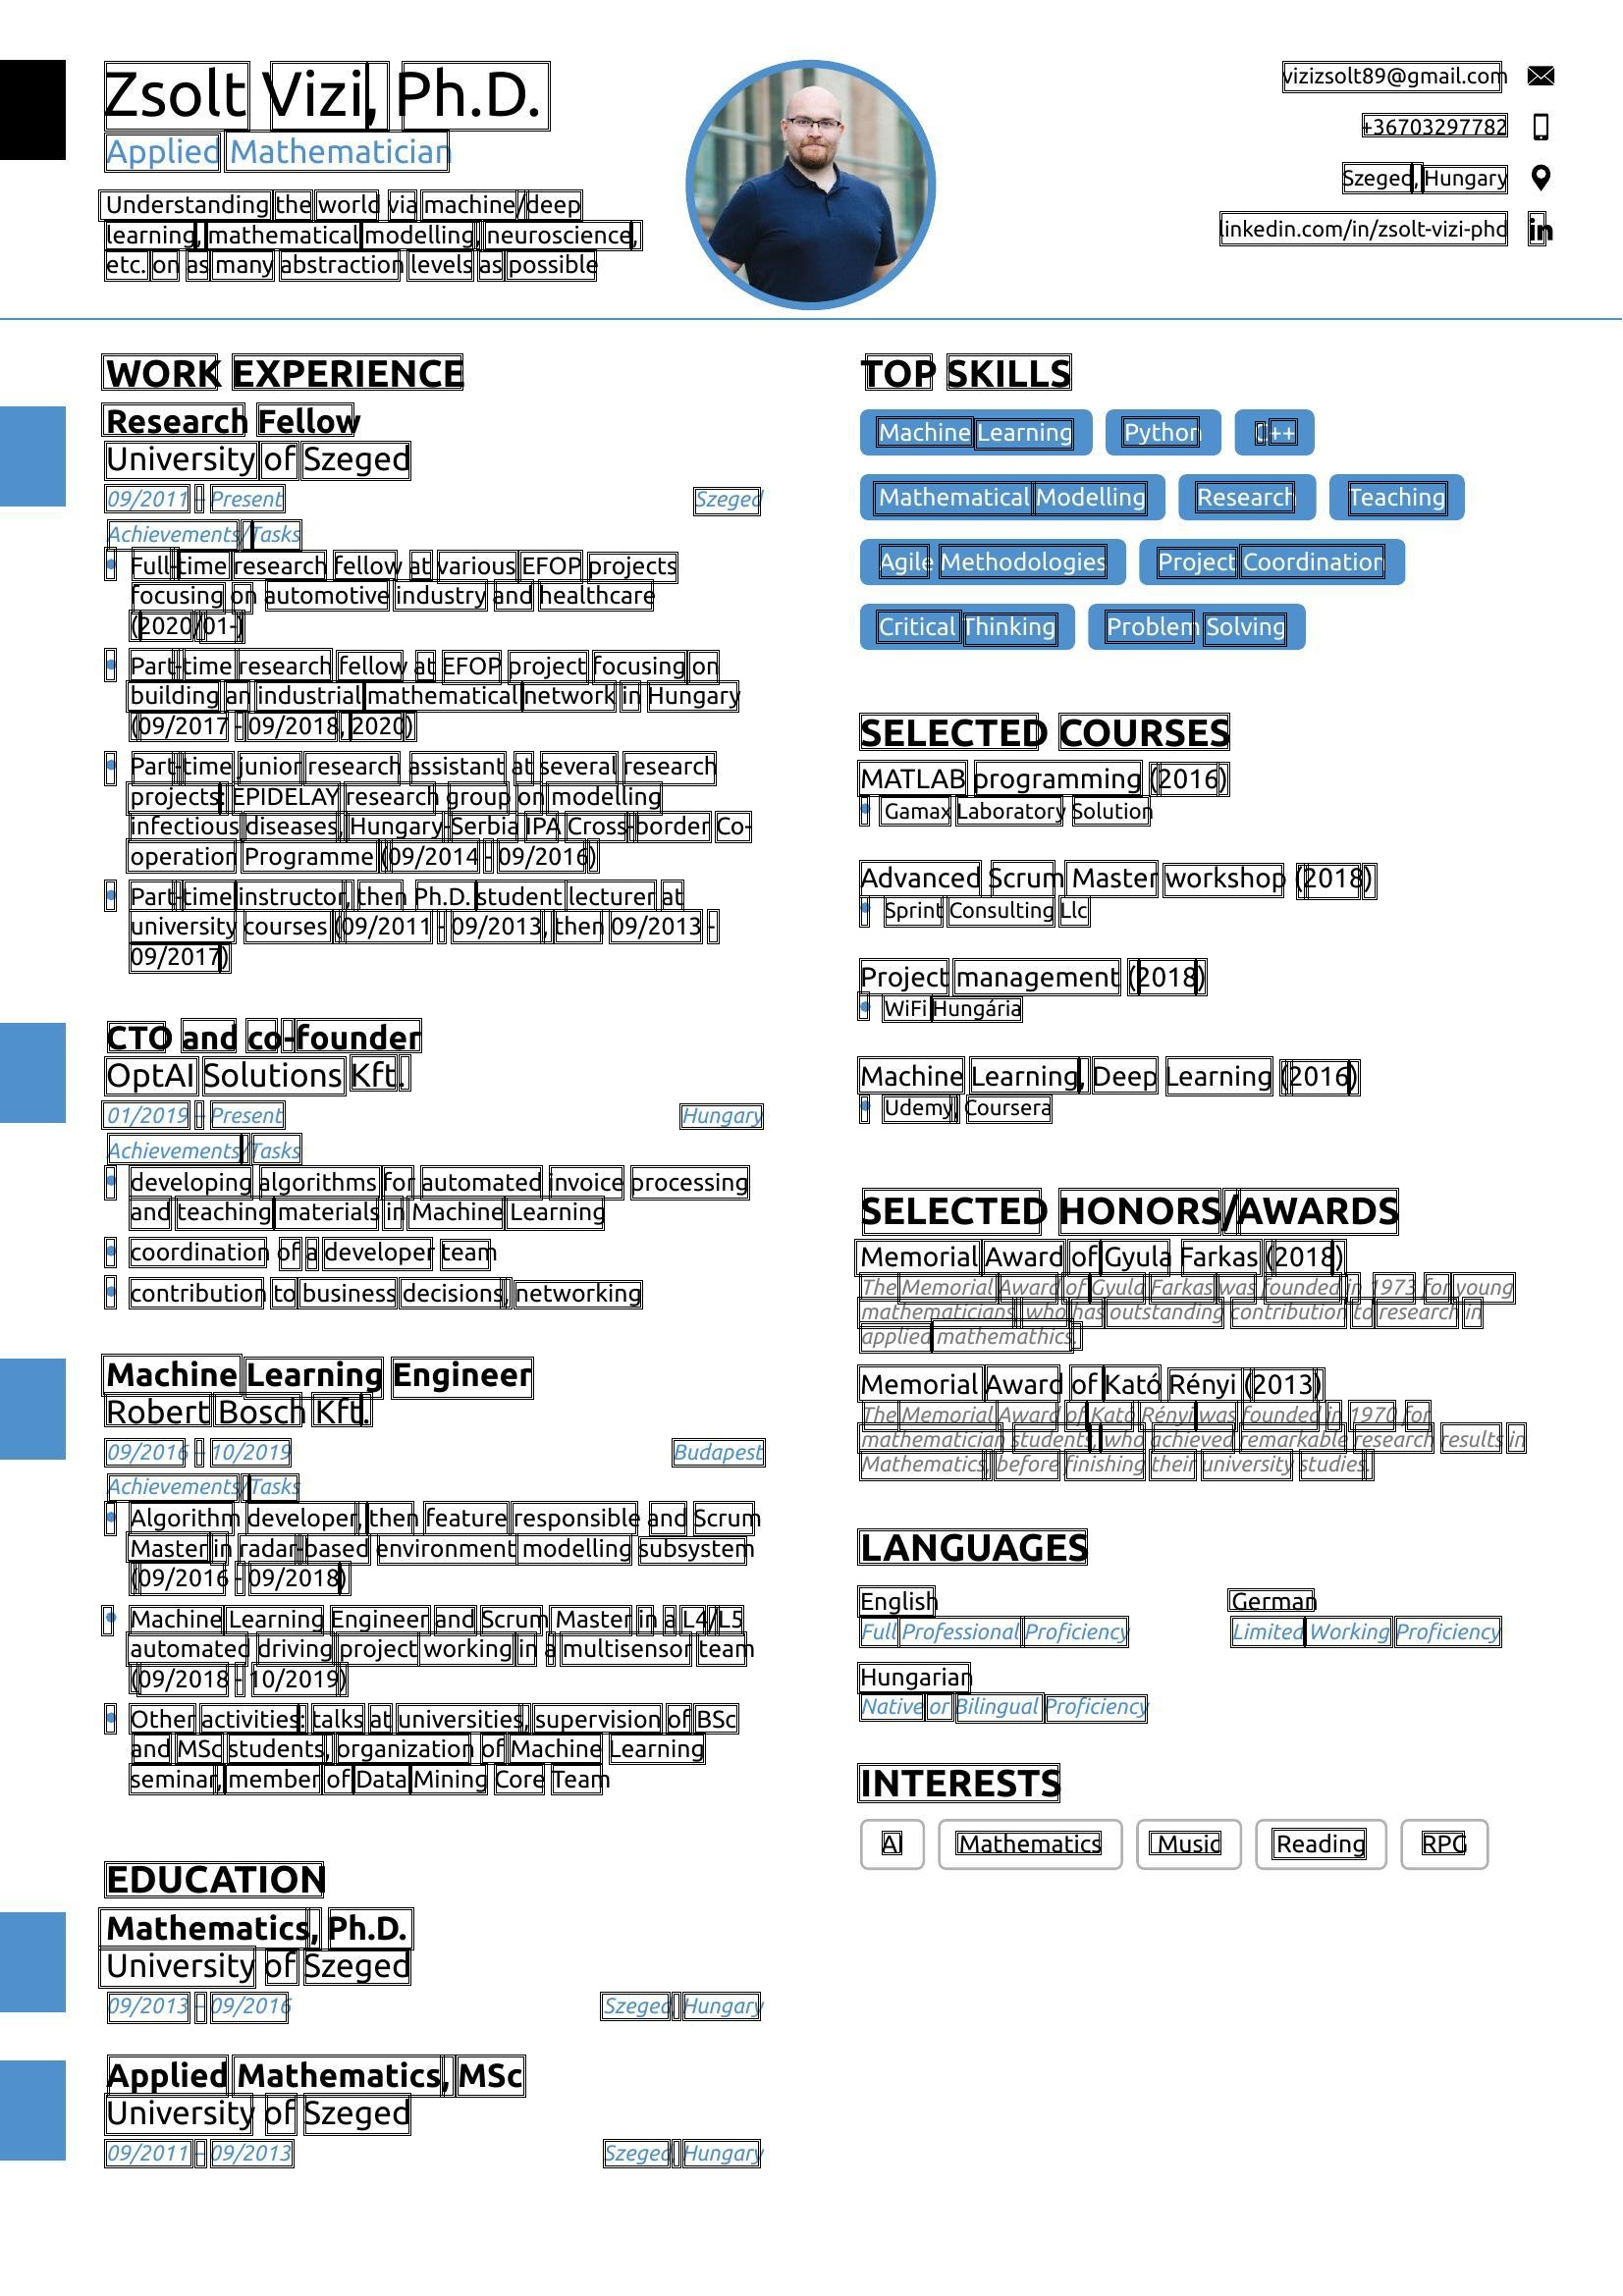 Zsolt Vizi, Ph.D.
Applied Mathematician
Understanding the world via machine/deep
learning, mathematical modelling, neuroscience,
etc. on as many abstraction levels as possible
vizizsolt89@gmail.com
+36703297782
Szeged, Hungary
linkedin.com/in/zsolt-vizi-phd
in
WORK EXPERIENCE
Research Fellow
University of Szeged
09/2011 – Present Szeged
Achievements/Tasks
Full-time research fellow at various EFOP projects
focusing on automotive industry and healthcare
(2020/01-)
Part-time research fellow at EFOP project focusing on
building an industrial mathematical network in Hungary
(09/2017 - 09/2018, 2020)
Part-time junior research assistant at several research
projects: EPIDELAY research group on modelling
infectious diseases, Hungary-Serbia IPA Cross-border Co-
operation Programme (09/2014 - 09/2016)
Part-time instructor, then Ph.D. student lecturer at
university courses (09/2011 - 09/2013, then 09/2013 -
09/2017)
CTO and co-founder
OptAI Solutions Kft.
01/2019 – Present Hungary
Achievements/Tasks
developing algorithms for automated invoice processing
and teaching materials in Machine Learning
coordination of a developer team
contribution to business decisions, networking
Machine Learning Engineer
Robert Bosch Kft.
09/2016 – 10/2019 Budapest
Achievements/Tasks
Algorithm developer, then feature responsible and Scrum
Master in radar-based environment modelling subsystem
(09/2016 - 09/2018)
Machine Learning Engineer and Scrum Master in a L4/L5
automated driving project working in a multisensor team
(09/2018 - 10/2019)
Other activities: talks at universities, supervision of BSc
and MSc students, organization of Machine Learning
seminar, member of Data Mining Core Team
EDUCATION
Mathematics, Ph.D.
University of Szeged
09/2013 – 09/2016 Szeged, Hungary
Applied Mathematics, MSc
University of Szeged
09/2011 – 09/2013 Szeged, Hungary
TOP SKILLS
Machine Learning Python C++
Mathematical Modelling Research Teaching
Agile Methodologies Project Coordination
Critical Thinking Problem Solving
SELECTED COURSES
MATLAB programming (2016)
Gamax Laboratory Solution
Advanced Scrum Master workshop (2018)
Sprint Consulting Llc
Project management (2018)
WiFi Hungária
Machine Learning, Deep Learning (2016)
Udemy, Coursera
SELECTED HONORS/AWARDS
Memorial Award of Gyula Farkas (2018)
The Memorial Award of Gyula Farkas was founded in 1973 for young
mathematicians, who has outstanding contribution to research in
applied mathemathics.
Memorial Award of Kató Rényi (2013)
The Memorial Award of Kató Rényi was founded in 1970 for
mathematician students, who achieved remarkable research results in
Mathematics, before finishing their university studies.
LANGUAGES
English German
Full Professional Proficiency Limited Working Proficiency
Hungarian
Native or Bilingual Proficiency
INTERESTS
AI Mathematics Music Reading RPG